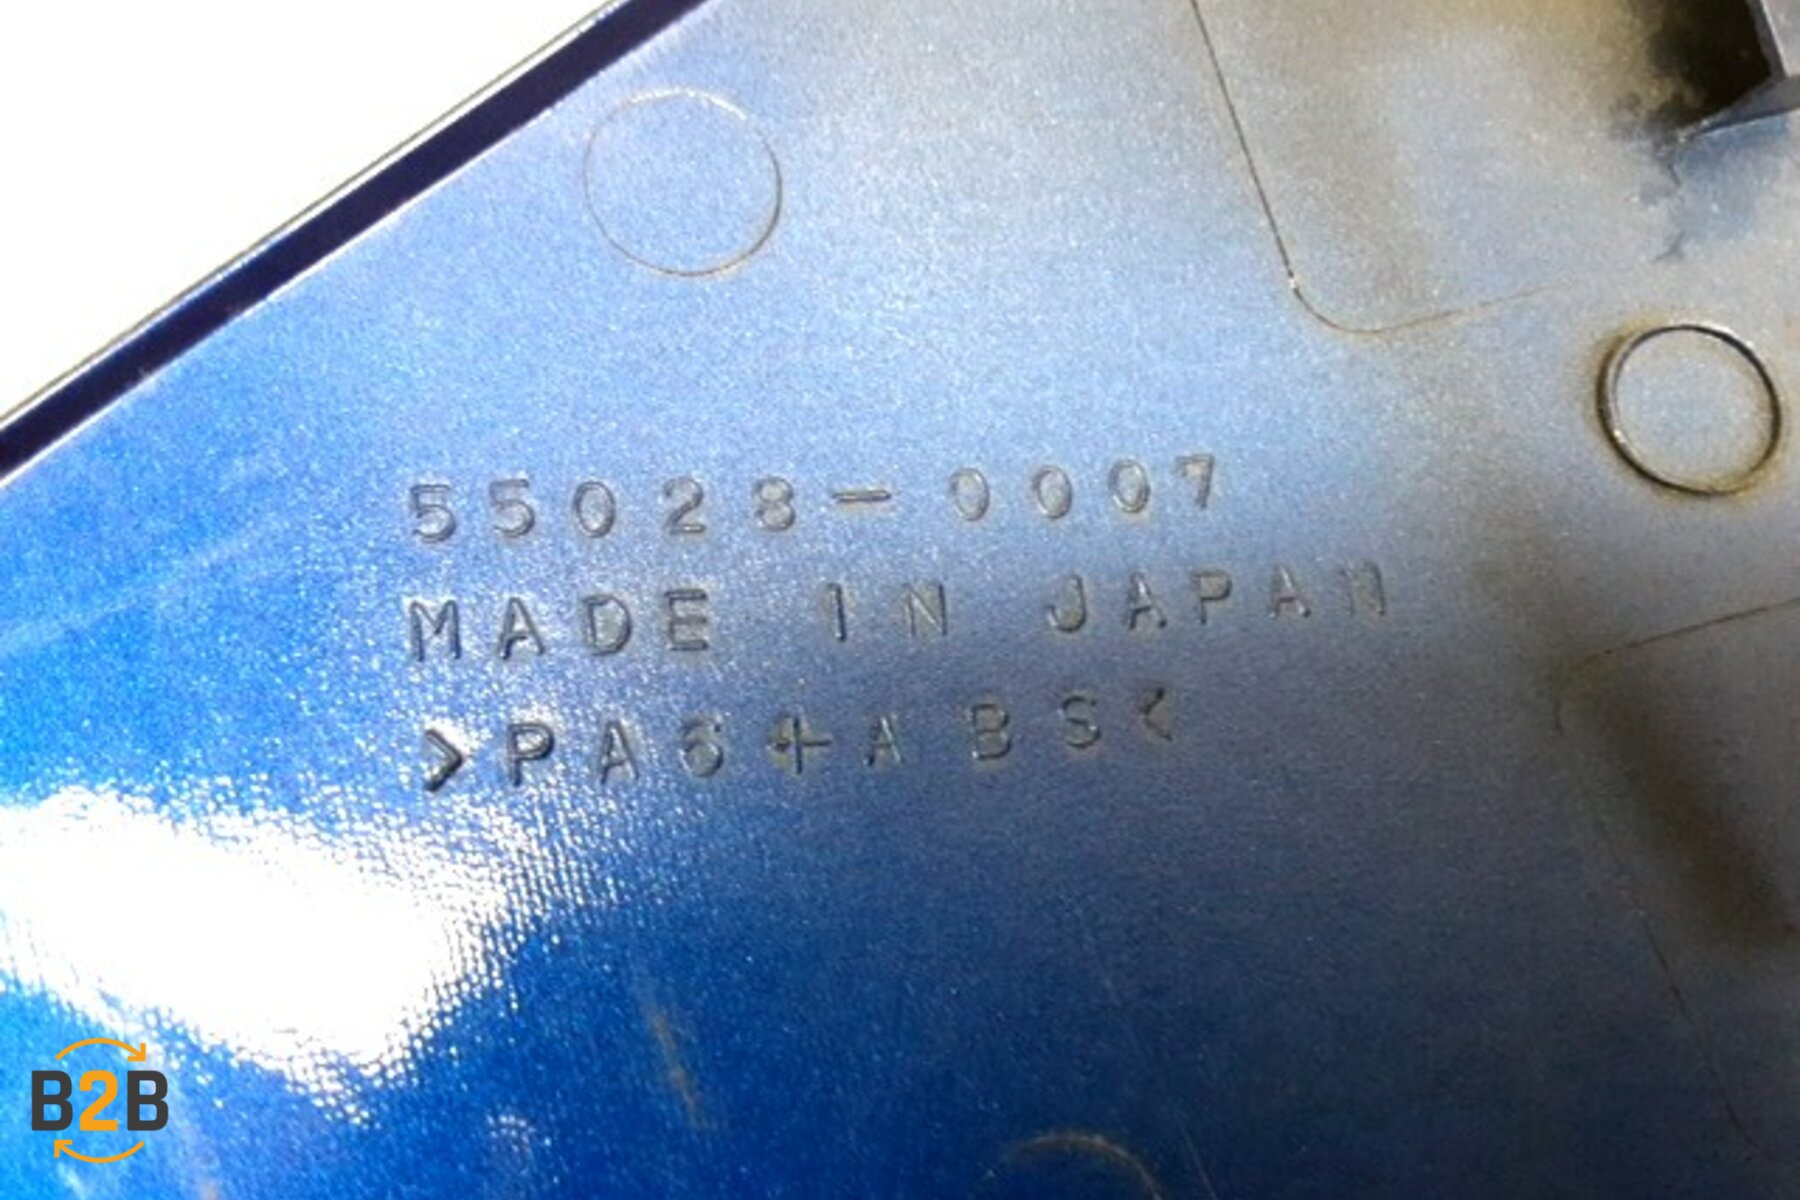 55028-0007
MADE IN JAPAN
>PA6+ABS<
B2B